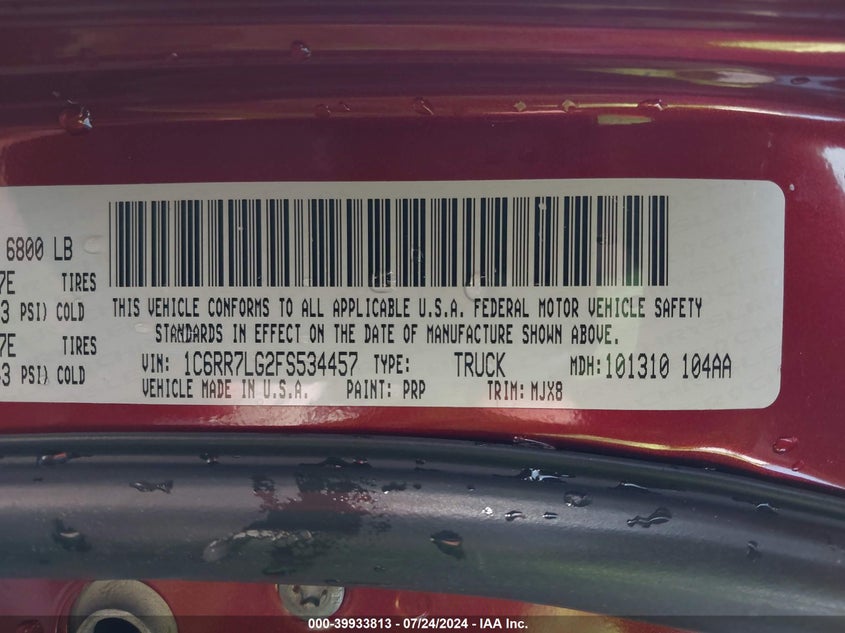 6800 LB
7E TIRES
3 PSI) COLD
7E TIRES
3 PSI) COLD
THIS VEHICLE CONFORMS TO ALL APPLICABLE U.S.A. FEDERAL MOTOR VEHICLE SAFETY
STANDARDS IN EFFECT ON THE DATE OF MANUFACTURE SHOWN ABOVE.
VIN: 1C6RR7LG2FS534457 TYPE: TRUCK MDH:101310 104AA
VEHICLE MADE IN U.S.A. PAINT: PRP TRIM: MJX8
000-39933813 - 07/24/2024 - IAA Inc.